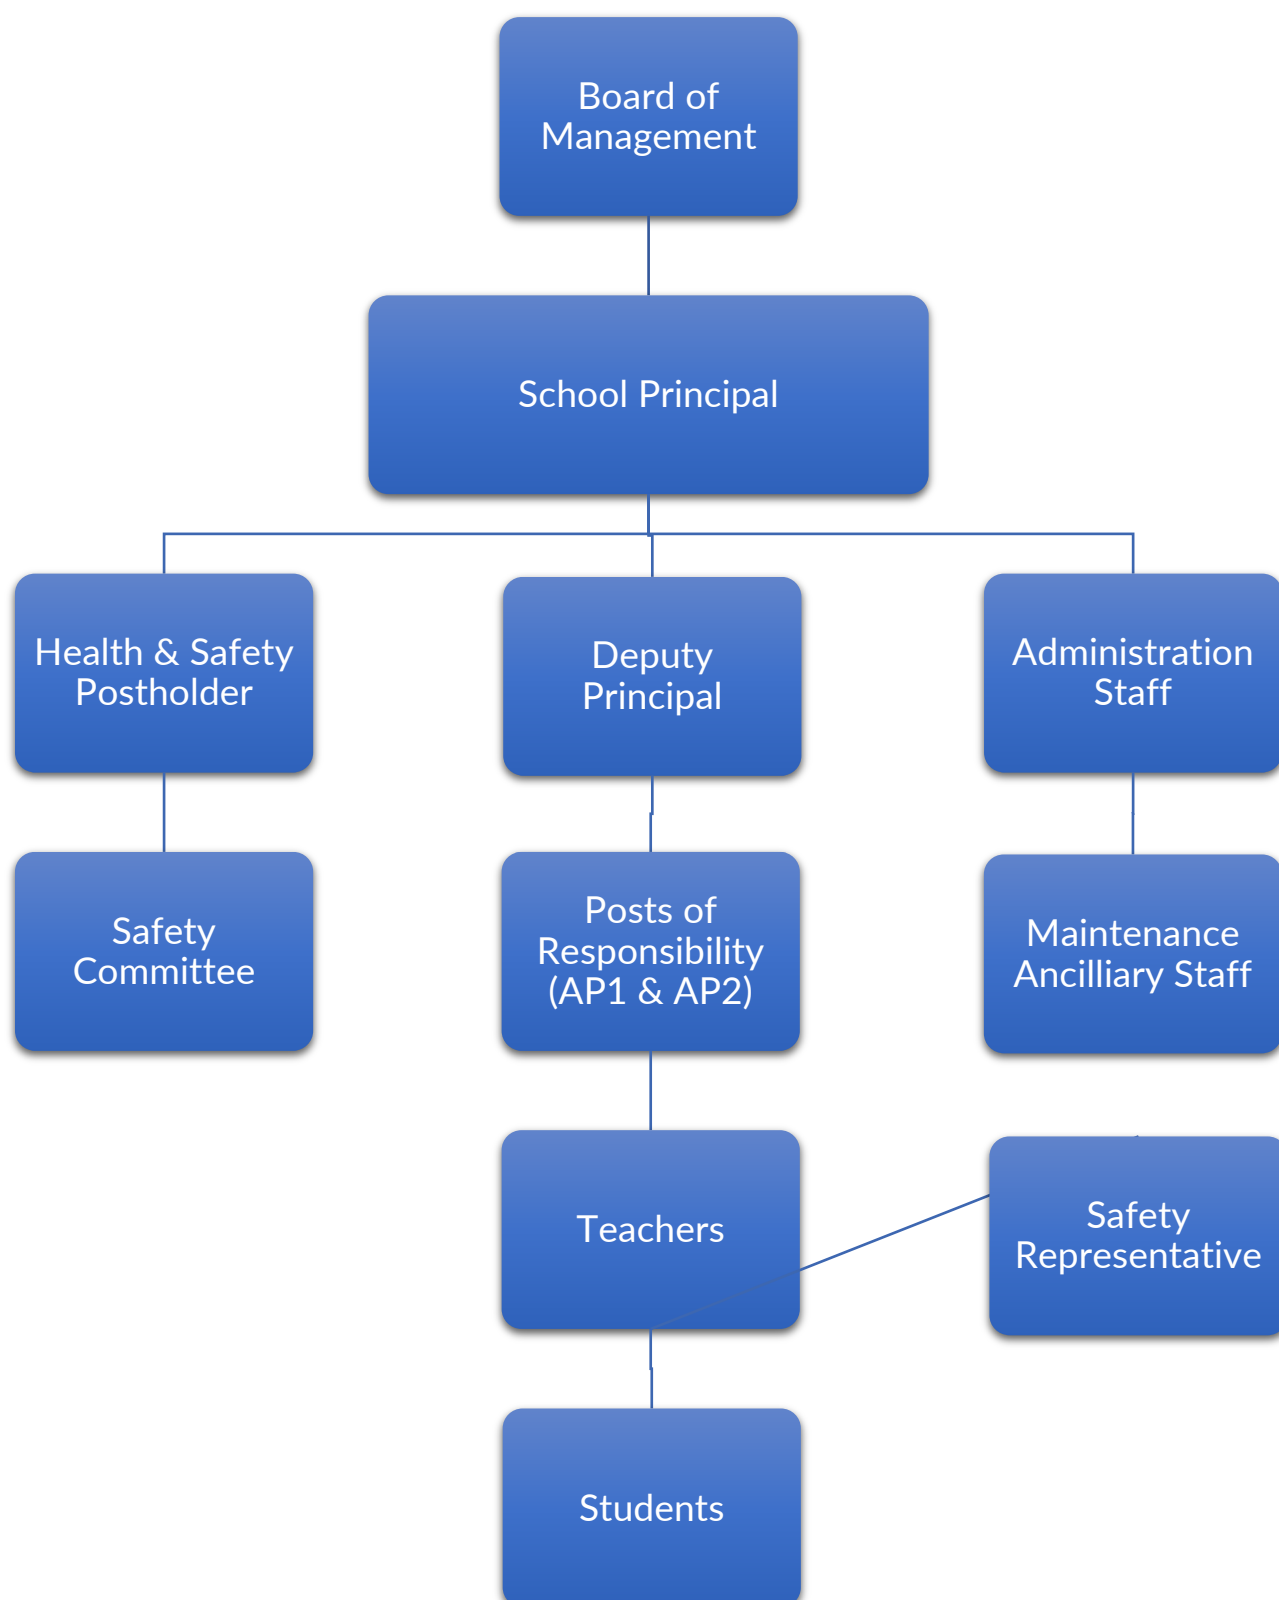 Board of
Management
School Principal
Health & Safety
Postholder
Deputy
Principal
Administration
Staff
Safety
Committee
Posts of
Responsibility
(AP1 & AP2)
Maintenance
Ancilliary Staff
Teachers
Safety
Representative
Students